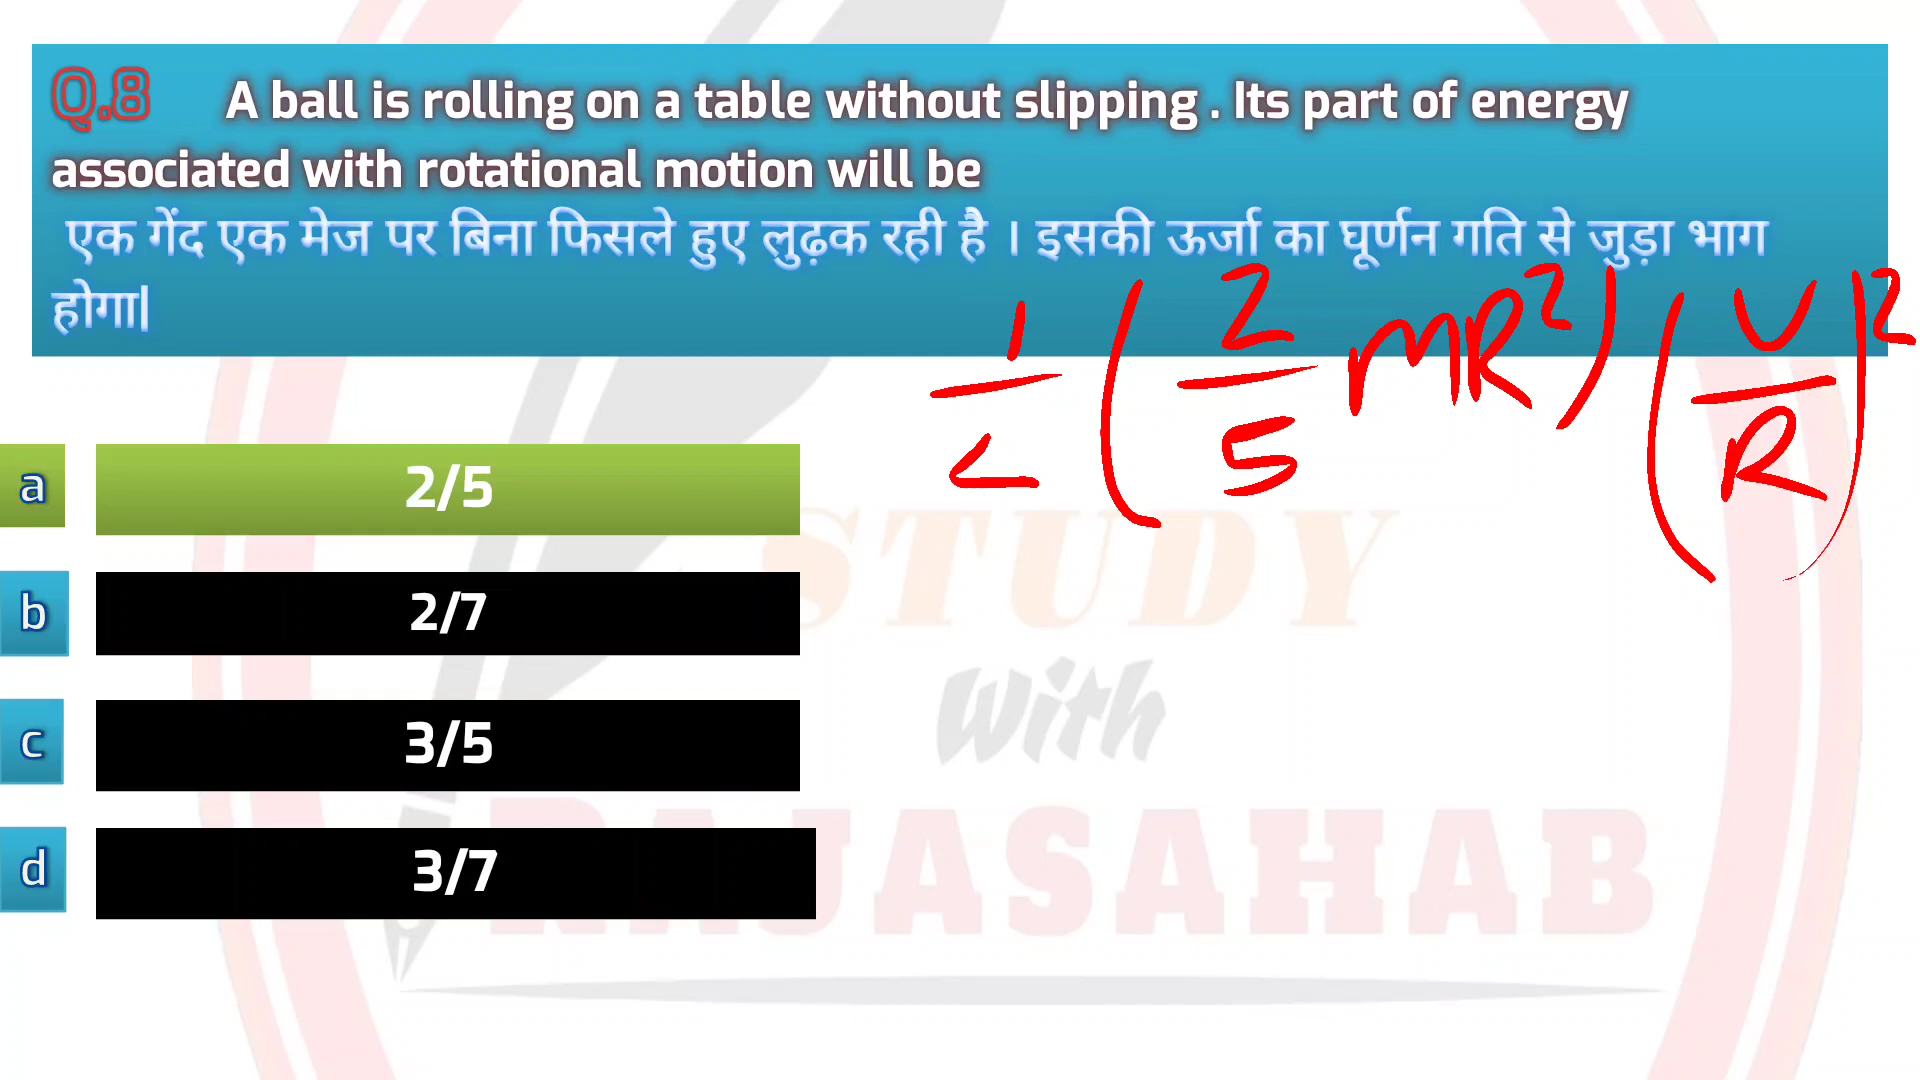 Q.8 A ball is rolling on a table without slipping . Its part of energy
associated with rotational motion will be
एक गेंद एक मेज पर बिना फिसले हुए लुढ़क रही है । इसकी ऊर्जा का घूर्णन गति से जुड़ा भाग
होगा|
1/2 (2/5 mR²) (v/R)²
a 2/5
b 2/7
c 3/5
d 3/7
STUDY
With
RAJASAHAB